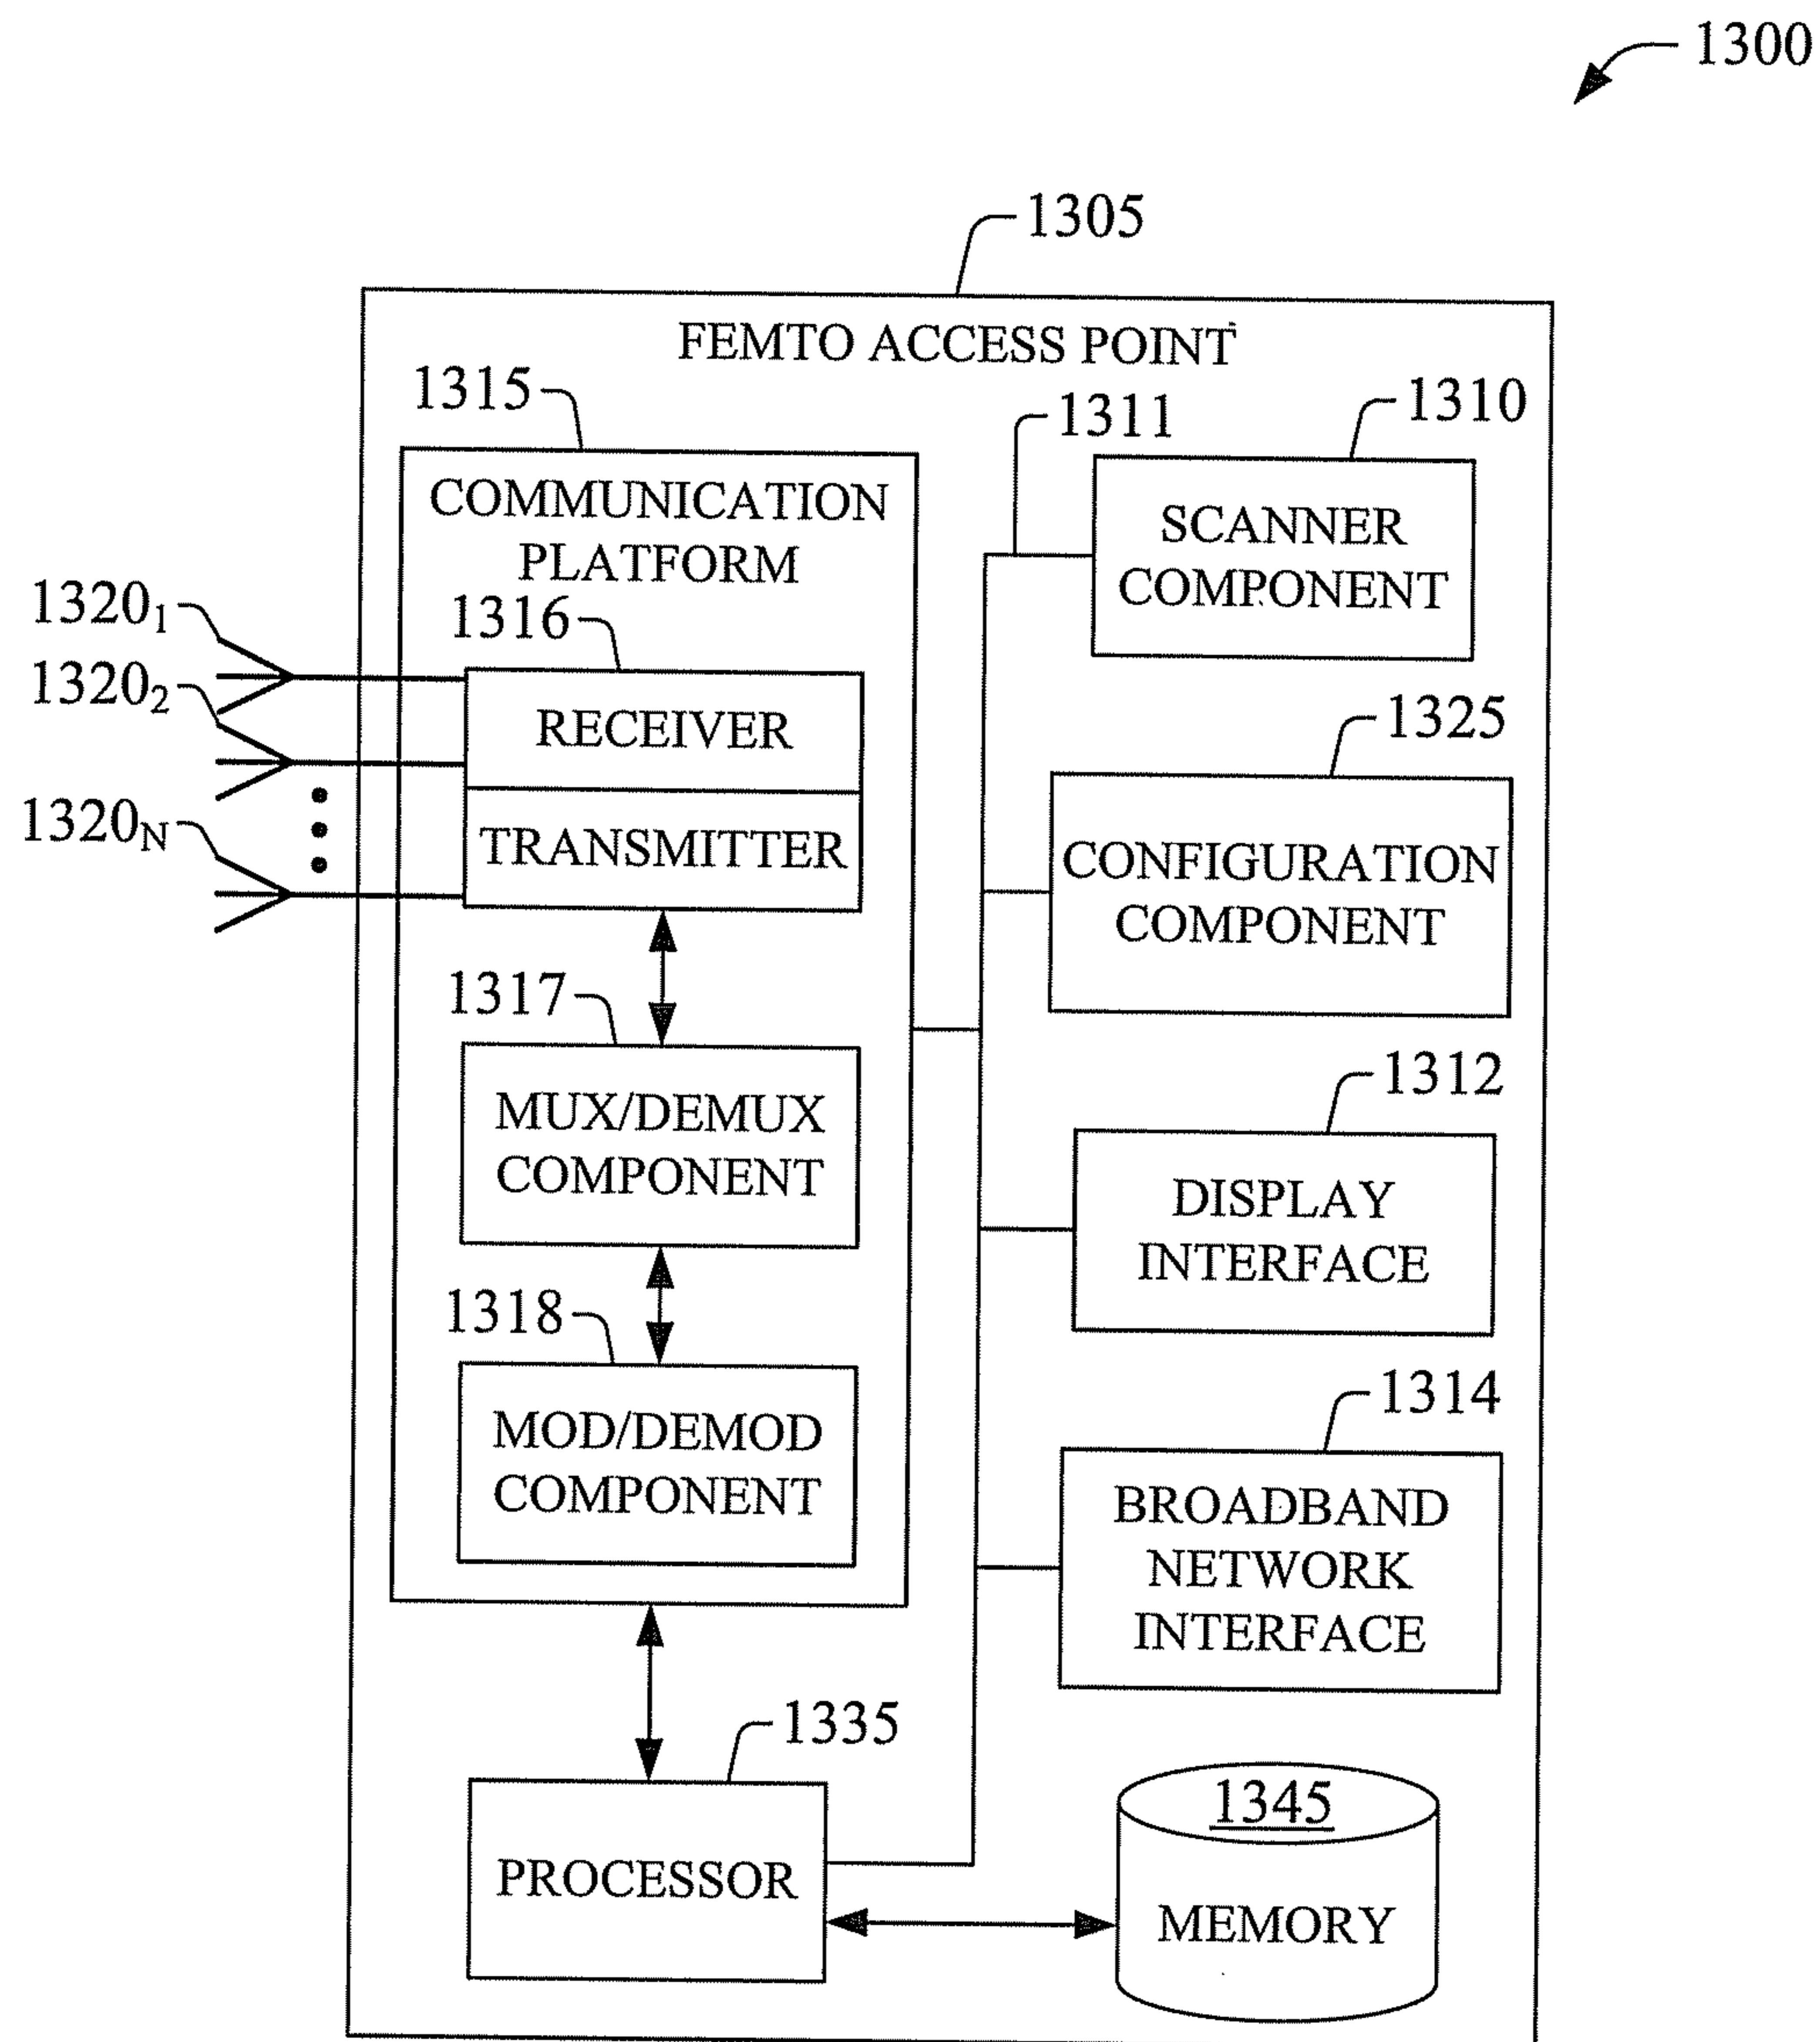 1300
1305
FEMTO ACCESS POINT
1315
1311
1310
COMMUNICATION
PLATFORM
SCANNER
COMPONENT
1320₁
1316
1320₂
RECEIVER
1325
1320_N
TRANSMITTER
CONFIGURATION
COMPONENT
1317
1312
MUX/DEMUX
COMPONENT
DISPLAY
INTERFACE
1318
1314
MOD/DEMOD
COMPONENT
BROADBAND
NETWORK
INTERFACE
1335
1345
PROCESSOR
MEMORY